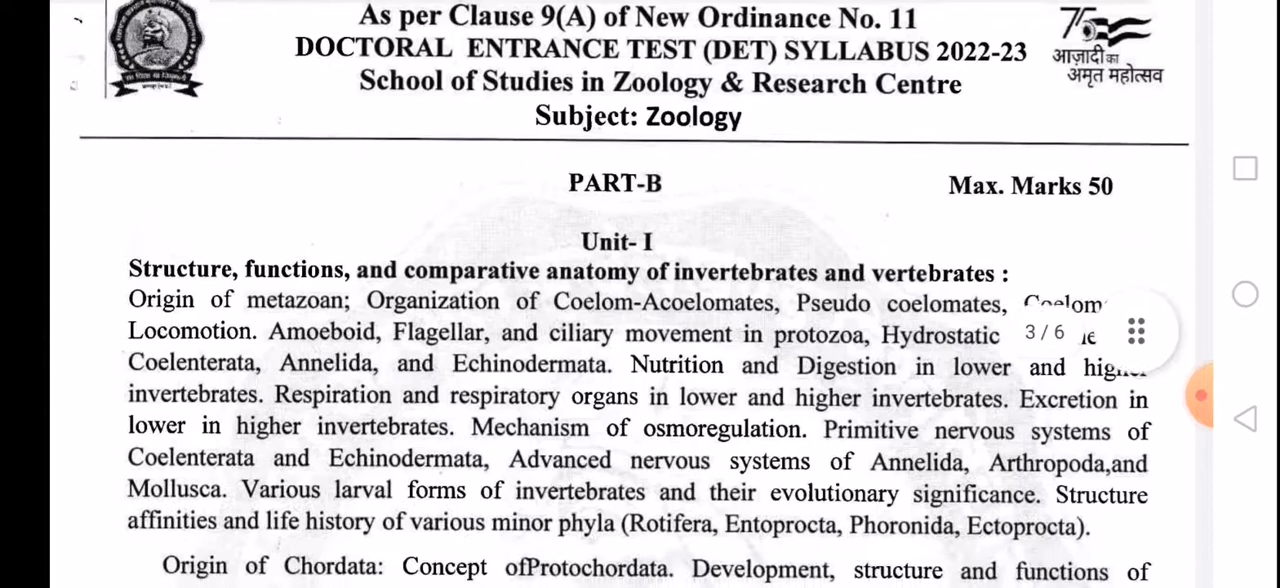 As per Clause 9(A) of New Ordinance No. 11
DOCTORAL ENTRANCE TEST (DET) SYLLABUS 2022-23
School of Studies in Zoology & Research Centre
Subject: Zoology
75
आज़ादी का
अमृत महोत्सव
PART-B
Max. Marks 50
Unit- I
Structure, functions, and comparative anatomy of invertebrates and vertebrates :
Origin of metazoan; Organization of Coelom-Acoelomates, Pseudo coelomates,
Locomotion. Amoeboid, Flagellar, and ciliary movement in protozoa, Hydrostatic
3 / 6
Coelenterata, Annelida, and Echinodermata. Nutrition and Digestion in lower and
invertebrates. Respiration and respiratory organs in lower and higher invertebrates. Excretion in
lower in higher invertebrates. Mechanism of osmoregulation. Primitive nervous systems of
Coelenterata and Echinodermata, Advanced nervous systems of Annelida, Arthropoda,and
Mollusca. Various larval forms of invertebrates and their evolutionary significance. Structure
affinities and life history of various minor phyla (Rotifera, Entoprocta, Phoronida, Ectoprocta).
Origin of Chordata: Concept ofProtochordata. Development, structure and functions of